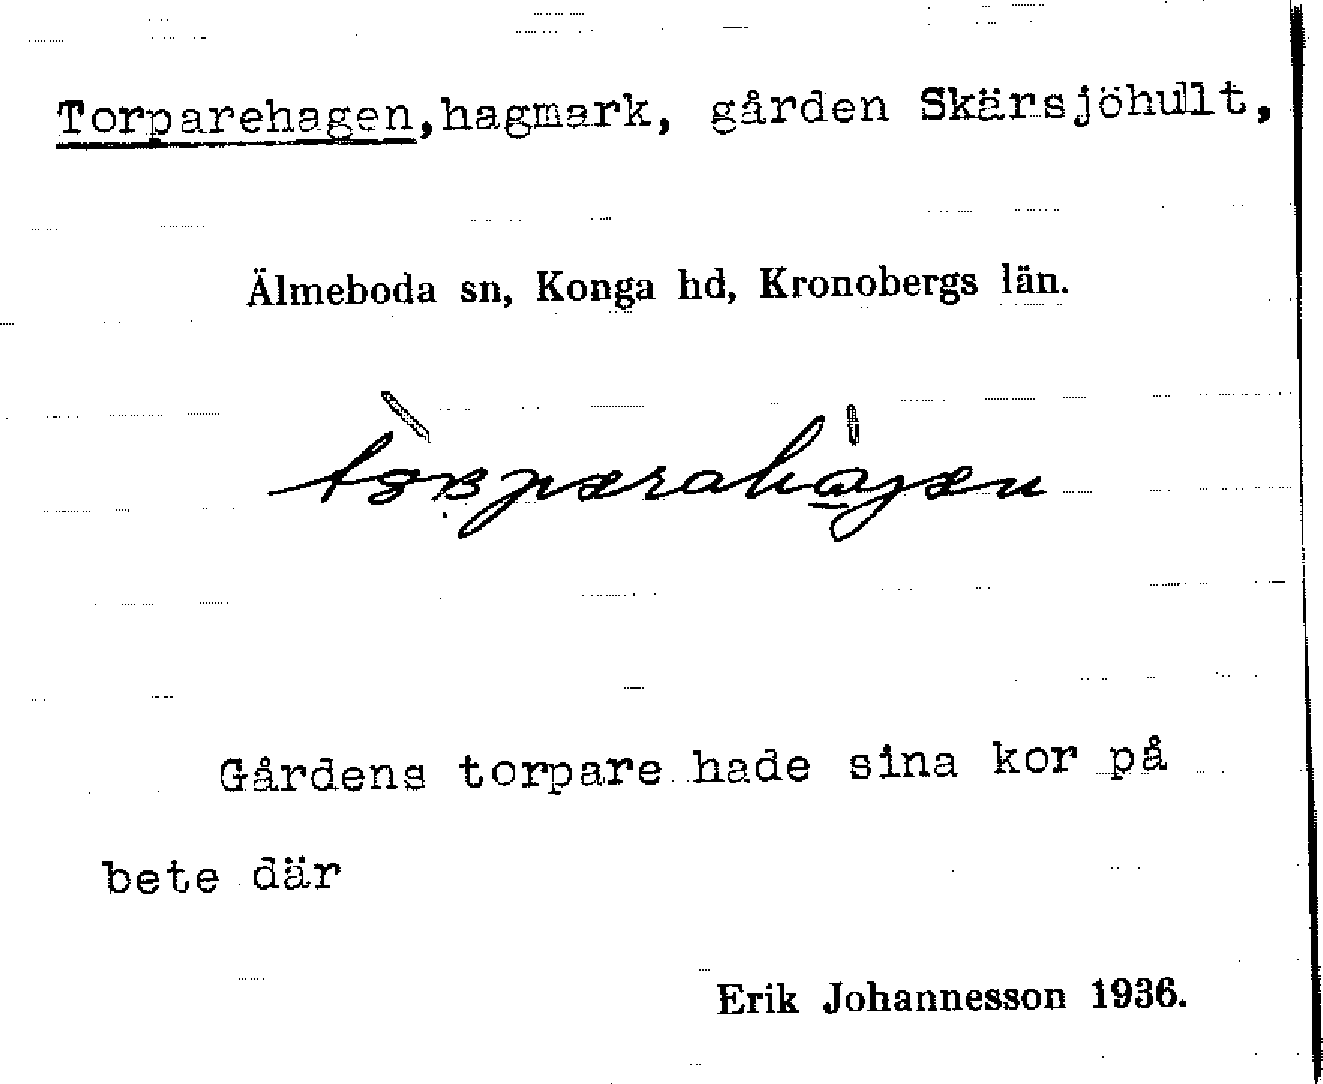 Torparehagen, hagmark, gården Skärsjöhult,
Älmeboda sn, Konga hd, Kronobergs län.
Gårdens torpare hade sina kor på
bete där
Erik Johannesson 1936.